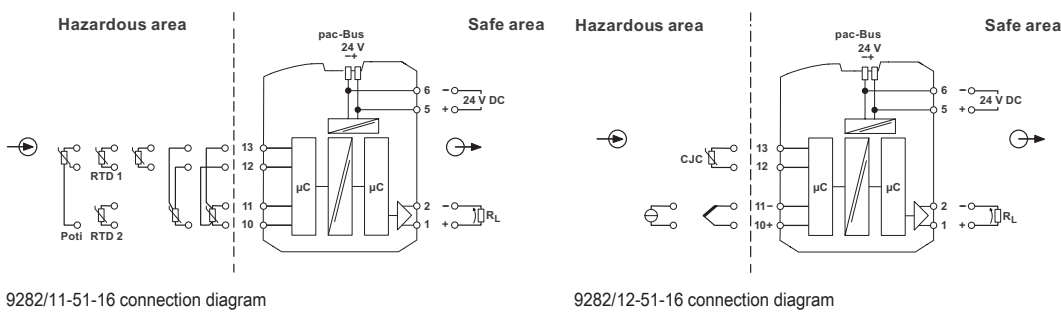 Hazardous area
Safe area
pac-Bus
24 V
− +
6 −
24 V DC
5 +
13
12
RTD 1
µC
µC
11
10
2 −
RL
1 +
Poti
RTD 2
9282/11-51-16 connection diagram
Hazardous area
Safe area
pac-Bus
24 V
− +
6 −
24 V DC
5 +
13
CJC
12
µC
µC
11 −
10 +
2 −
RL
1 +
9282/12-51-16 connection diagram